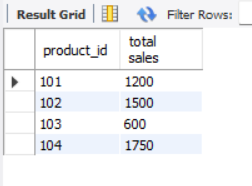 Result Grid Filter Rows:
product_id total sales
101 1200
102 1500
103 600
104 1750